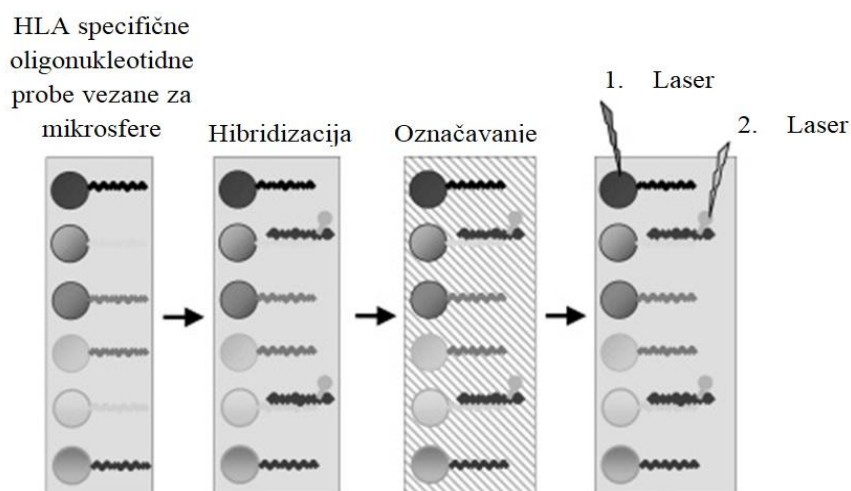 HLA specifične
oligonukleotidne
probe vezane za
mikrosfere
Hibridizacija
Označavanje
1. Laser
2. Laser